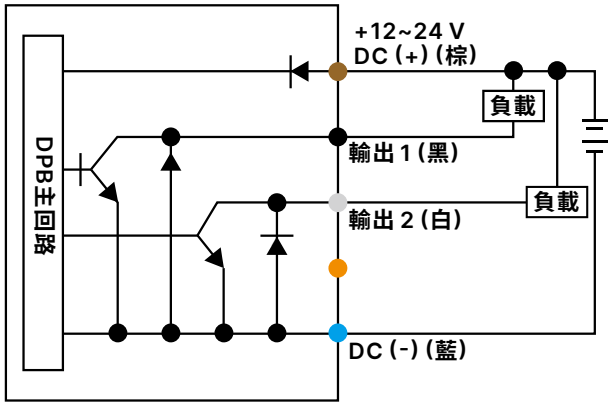 +12~24 V
DC (+) (棕)
負載
輸出 1 (黑)
DPB主回路
負載
輸出 2 (白)
DC (-) (藍)